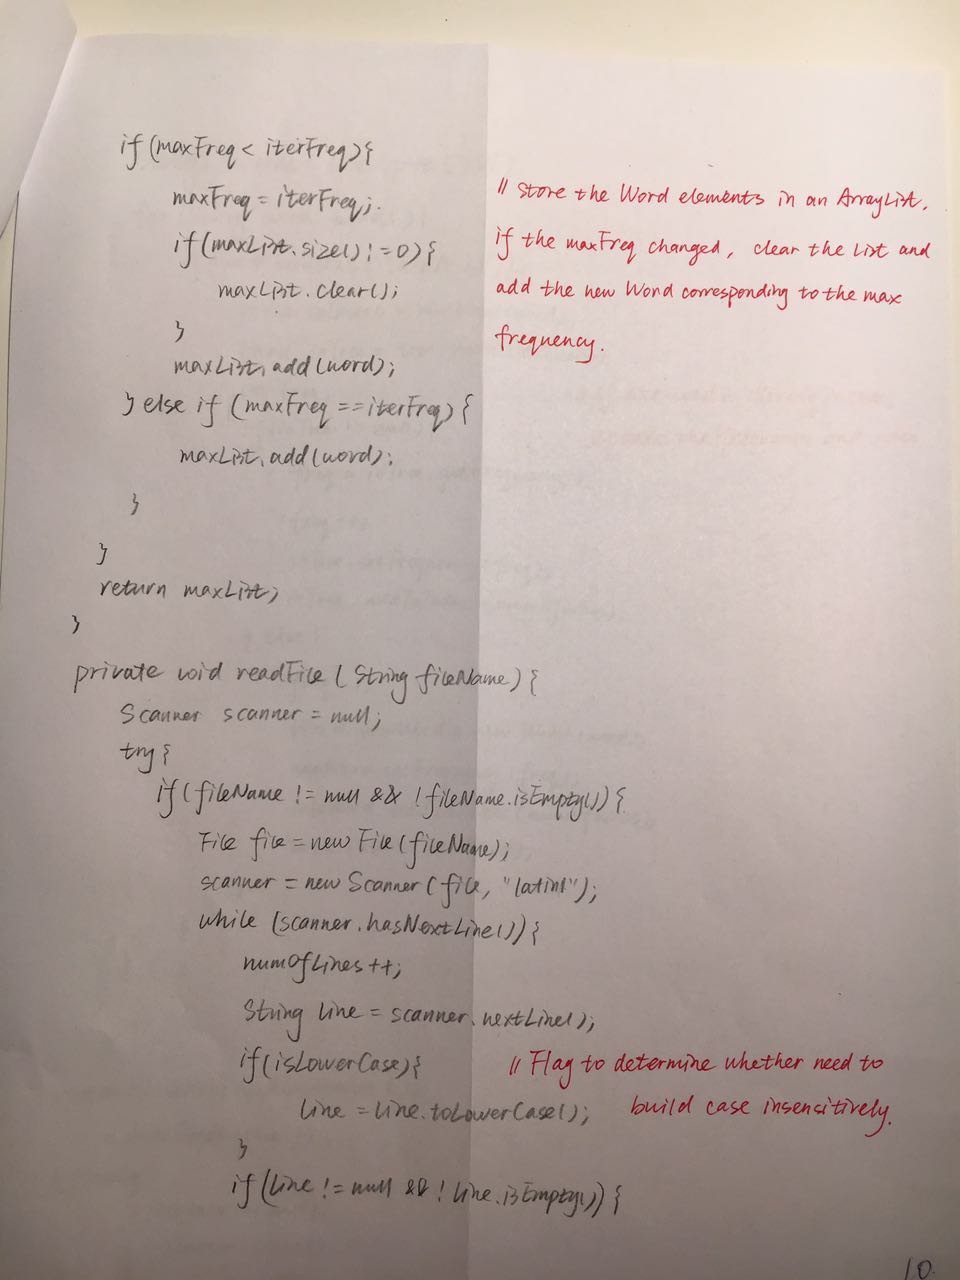 if(maxFreq < iterFreq){
maxFreq = iterFreq;
if(maxList.size() != 0){
maxList.clear();
}
maxList.add(word);
} else if (maxFreq == iterFreq) {
maxList.add(word);
}
}
return maxList;
}
// Store the Word elements in an ArrayList,
if the maxFreq changed, clear the List and
add the new Word corresponding to the max
frequency.
private void readFile (String fileName) {
Scanner scanner = null;
try{
if(fileName != null && !fileName.isEmpty()){
File file = new File(fileName);
scanner = new Scanner(file, "latin1");
while (scanner.hasNextLine()){
numOfLines++;
String line = scanner.nextLine();
if(isLowerCase){
line = line.toLowerCase();
}
if(line != null && !line.isEmpty()){
// Flag to determine whether need to
build case insensitively.
10.